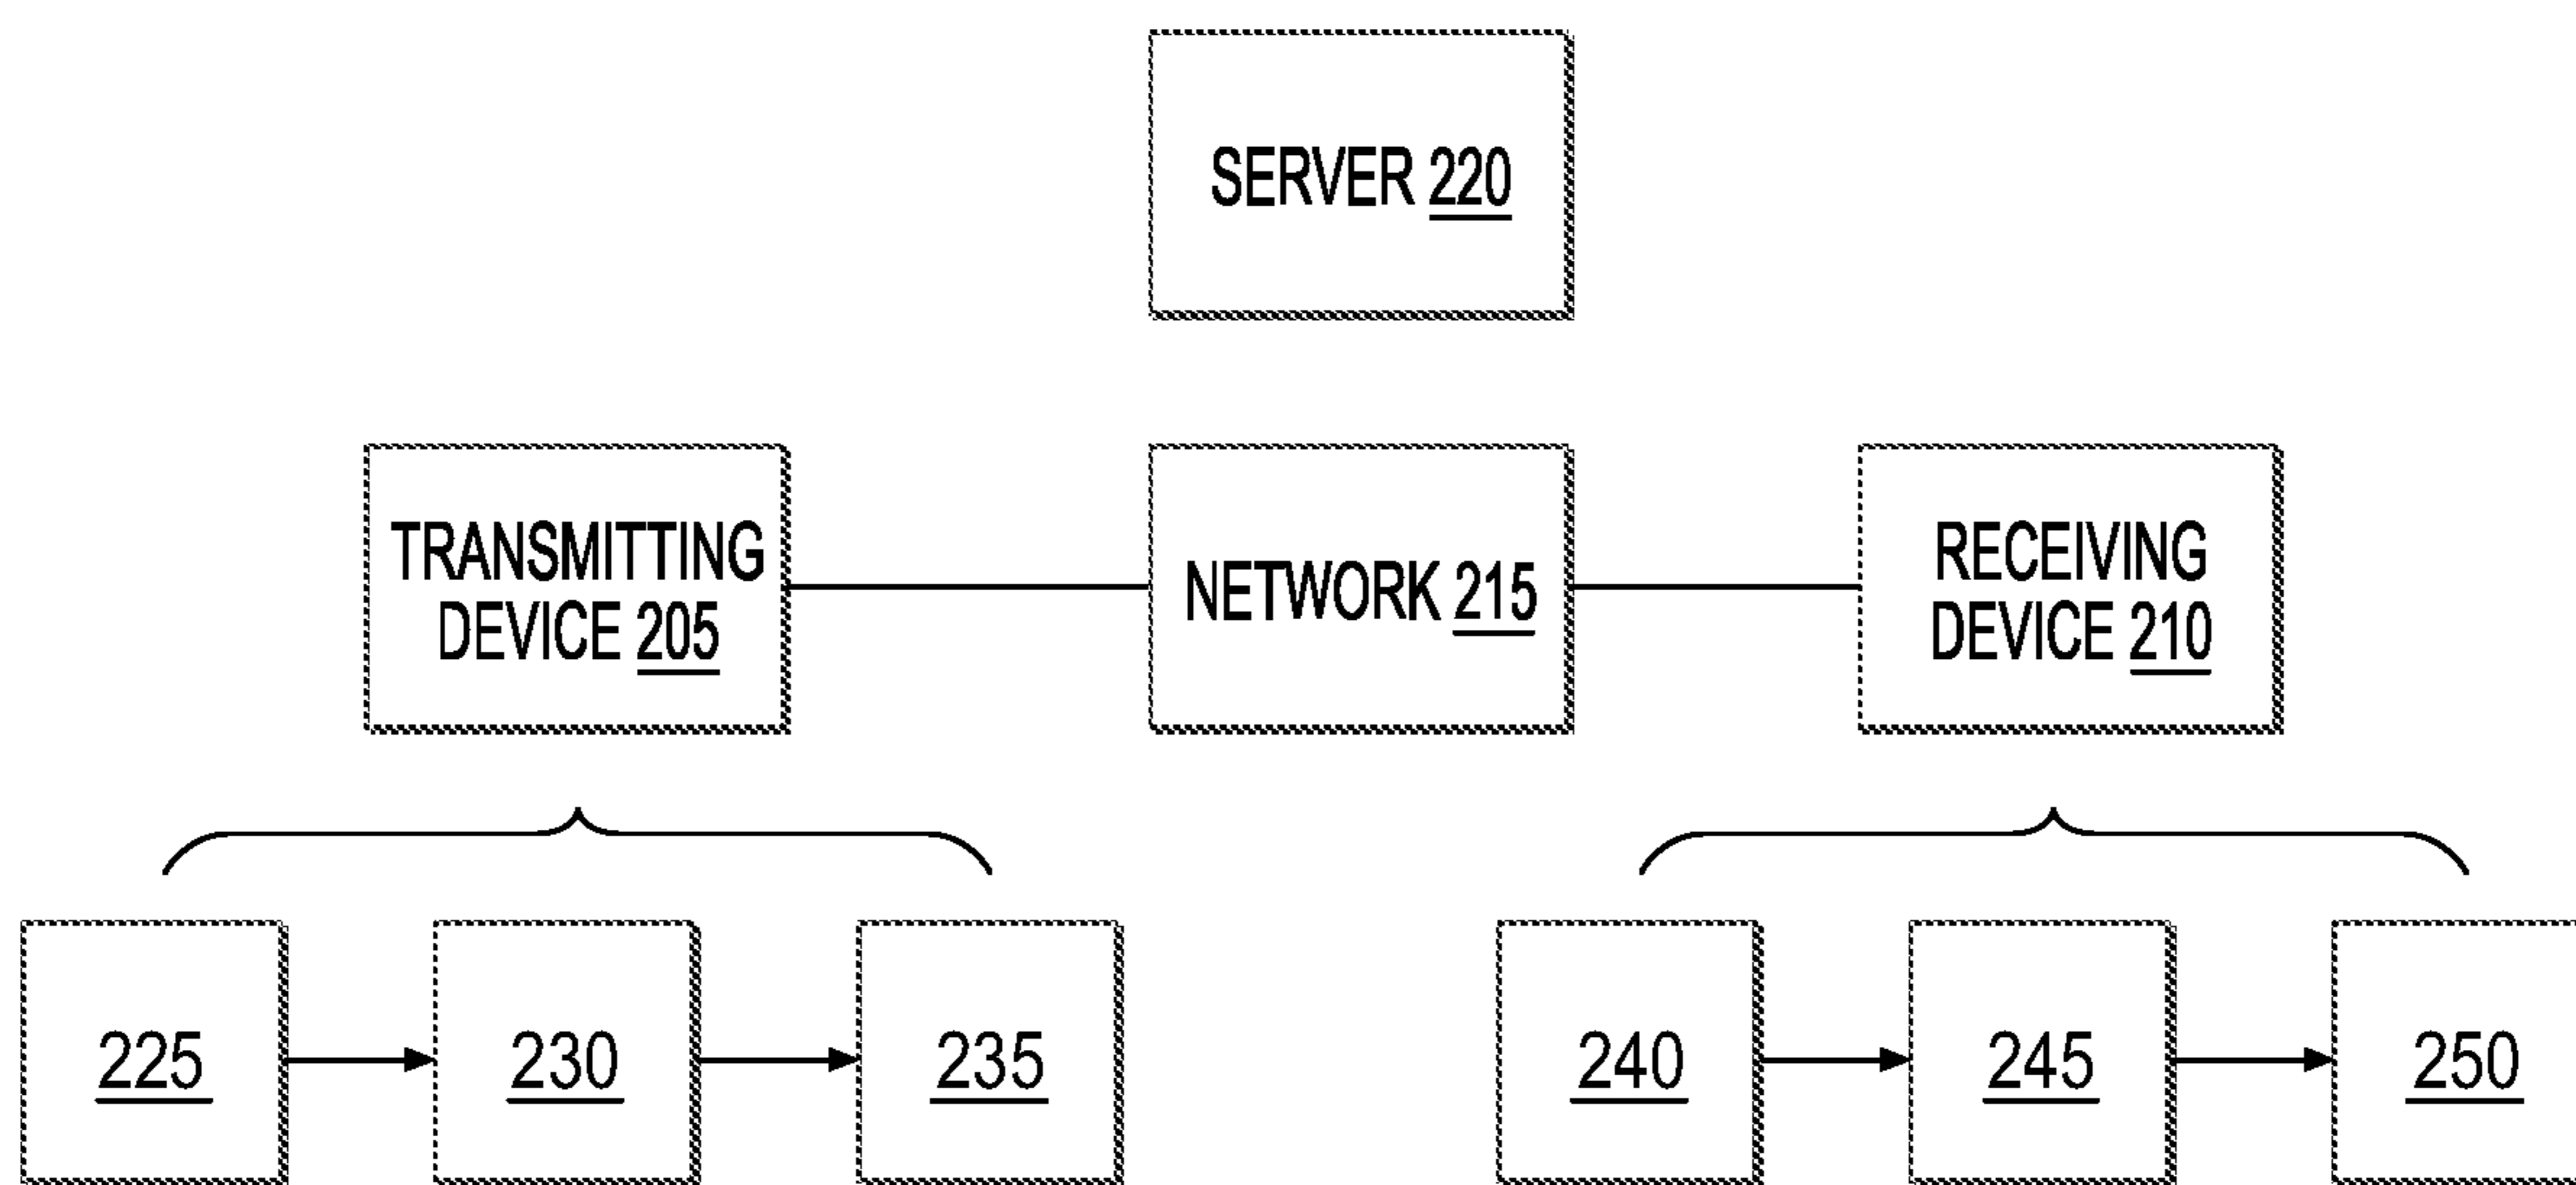 SERVER 220
TRANSMITTING
DEVICE 205
NETWORK 215
RECEIVING
DEVICE 210
225
230
235
240
245
250